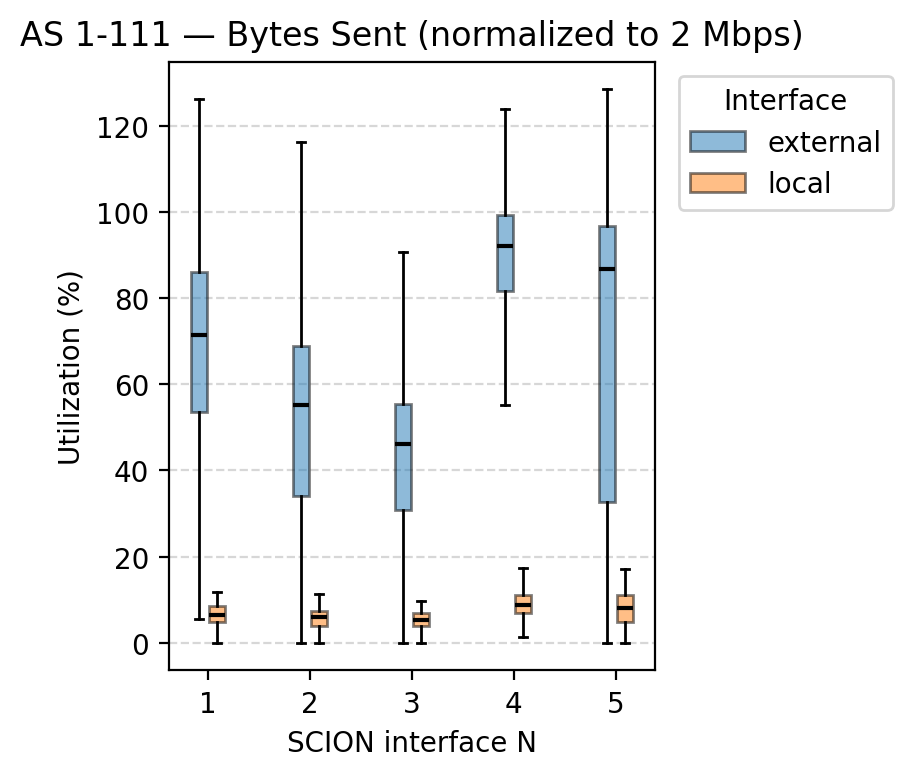 AS 1-111 — Bytes Sent (normalized to 2 Mbps)
Interface
external
local
Utilization (%)
120
100
80
60
40
20
0
1 2 3 4 5
SCION interface N